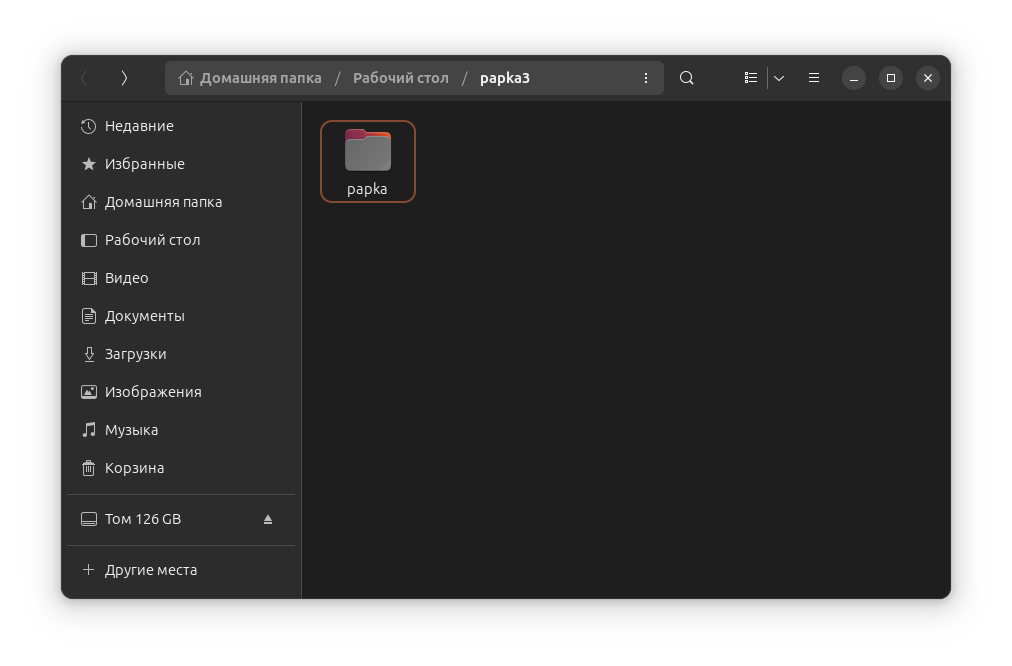 Домашняя папка / Рабочий стол / papka3
Недавние
Избранные
Домашняя папка
Рабочий стол
Видео
Документы
Загрузки
Изображения
Музыка
Корзина
Том 126 GB
Другие места
papka